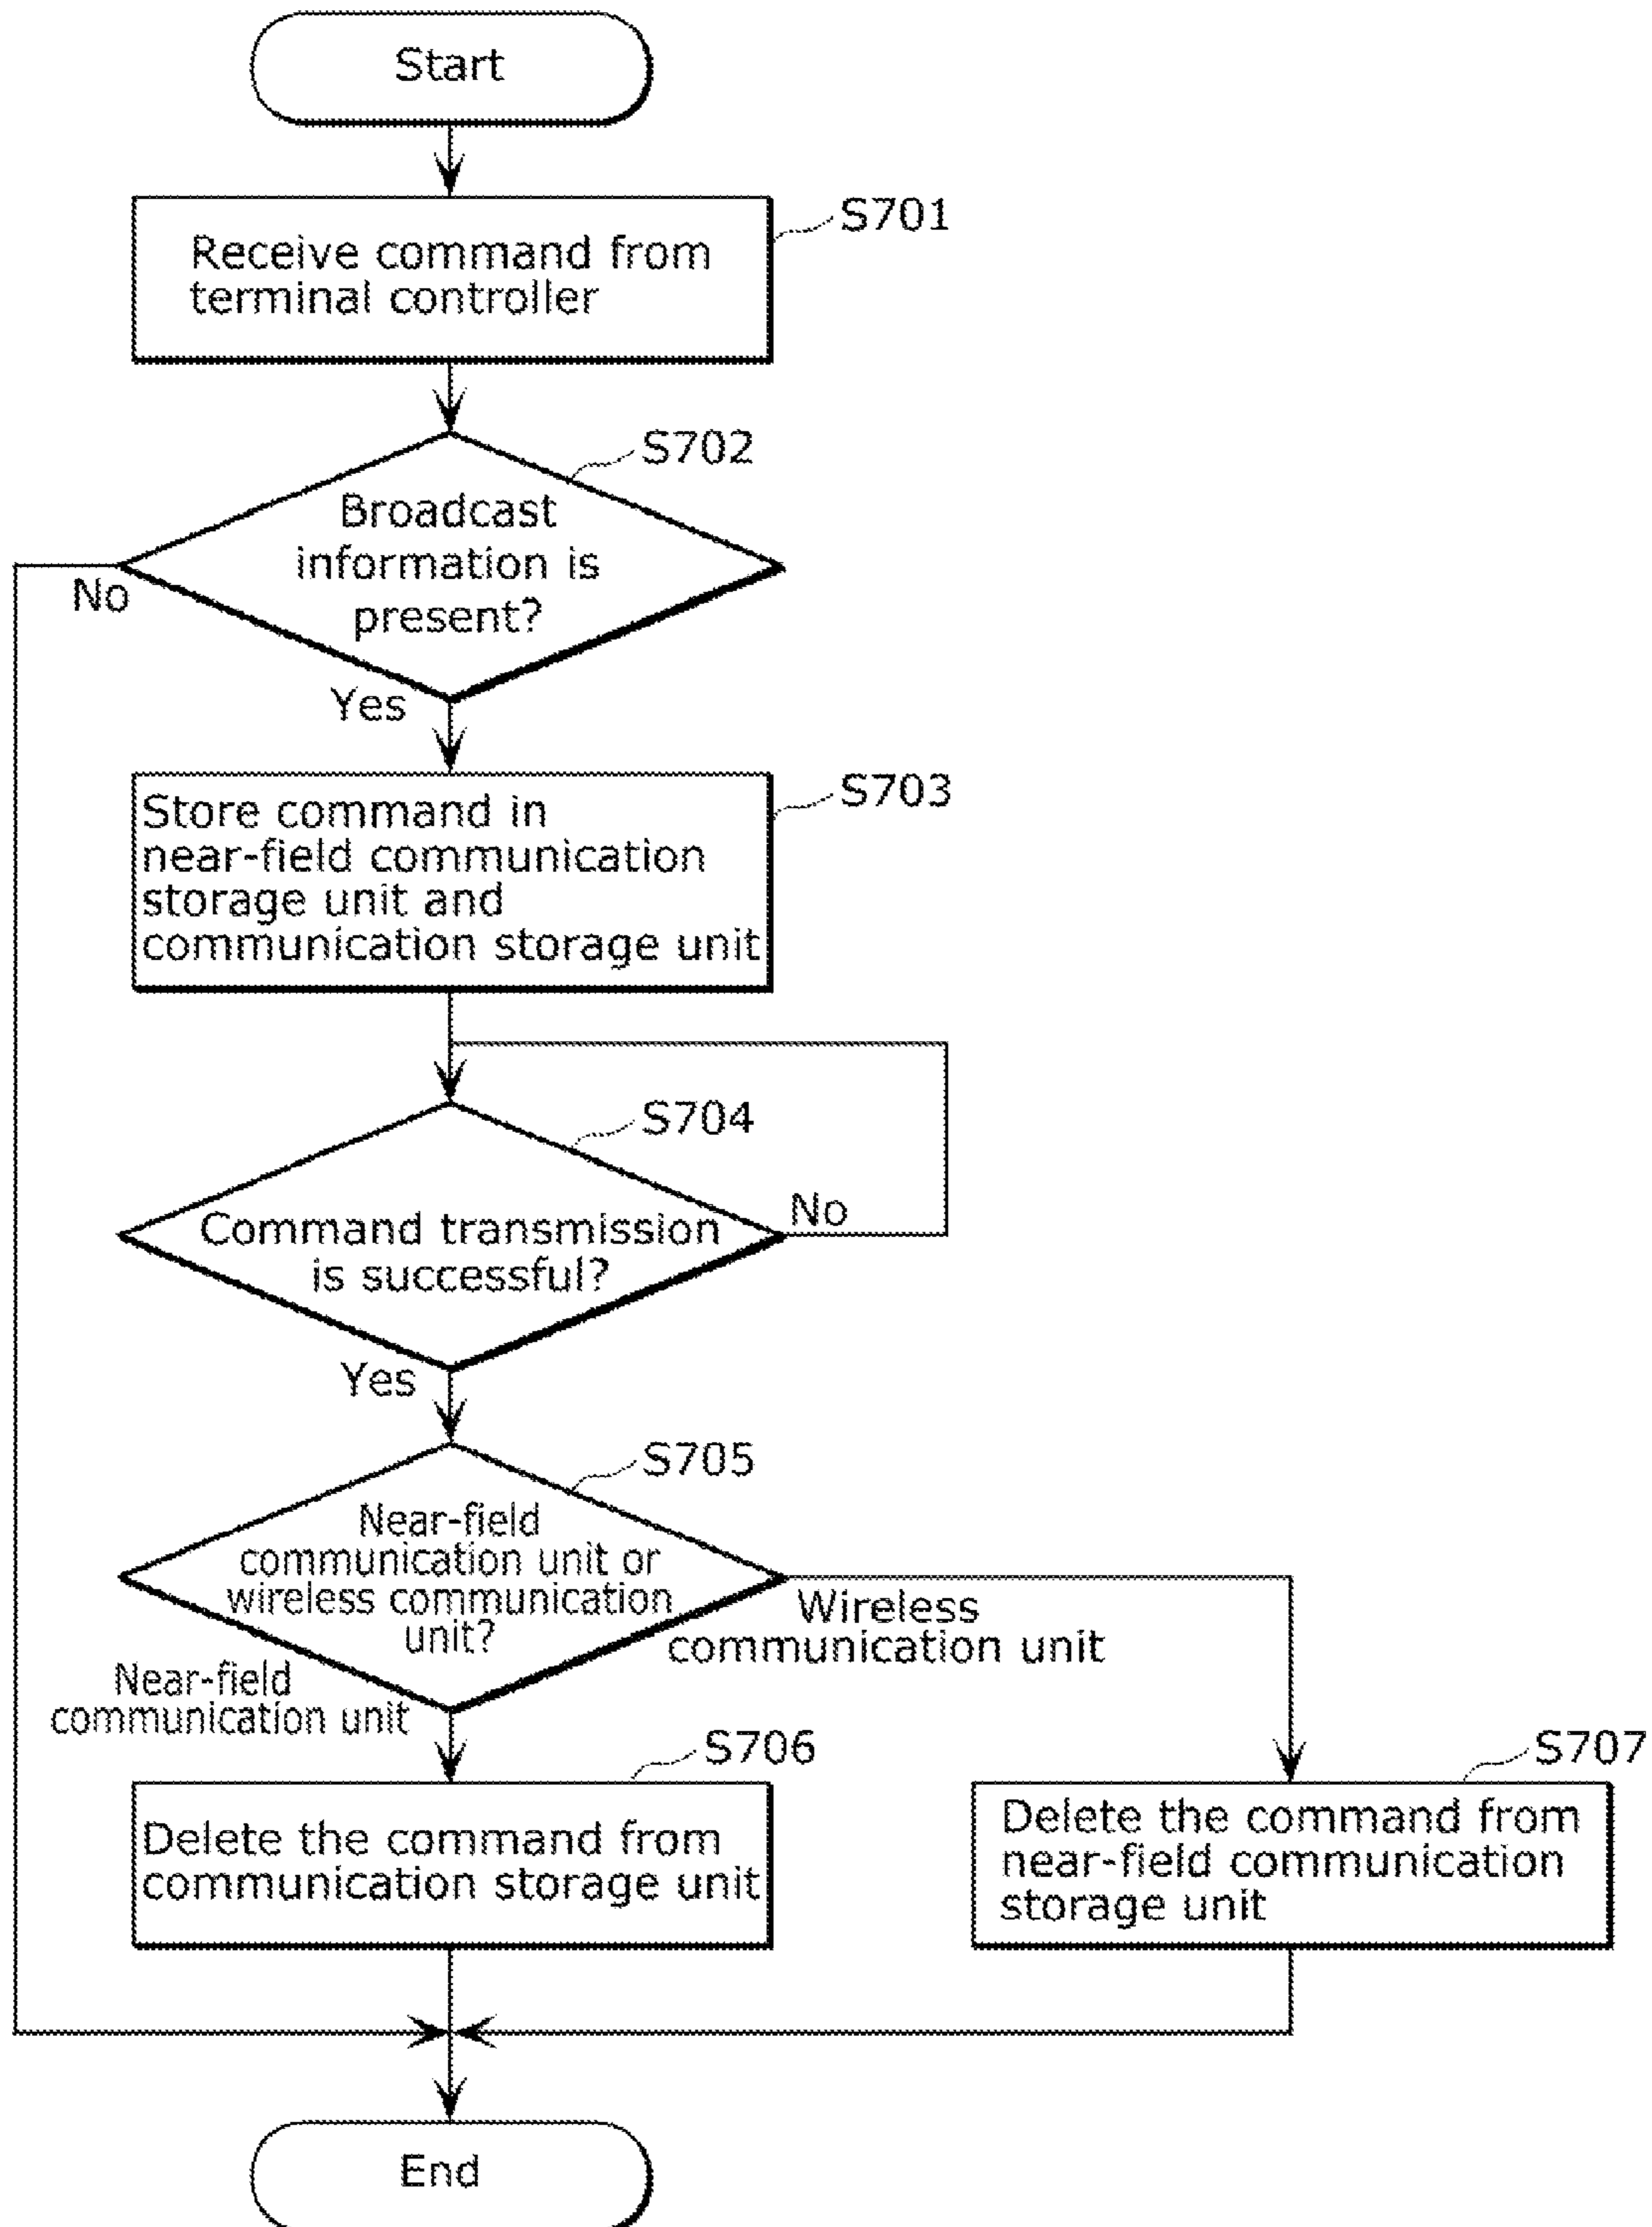 Start
S701
Receive command from
terminal controller
S702
Broadcast
information is
present?
No
Yes
S703
Store command in
near-field communication
storage unit and
communication storage unit
S704
Command transmission
is successful?
No
Yes
S705
Near-field
communication unit or
wireless communication
unit?
Wireless
communication unit
Near-field
communication unit
S706
Delete the command from
communication storage unit
S707
Delete the command from
near-field communication
storage unit
End